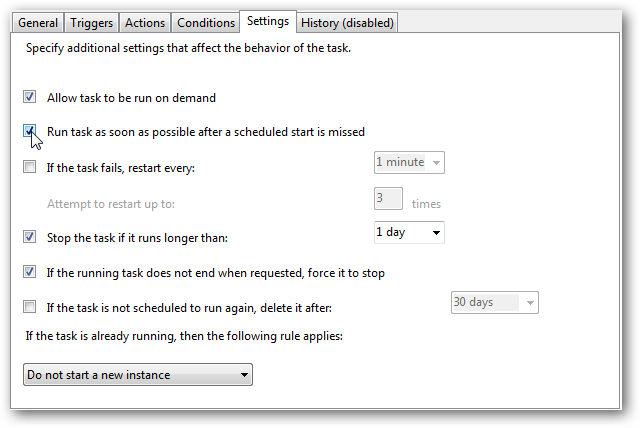 General Triggers Actions Conditions Settings History (disabled)
Specify additional settings that affect the behavior of the task.
Allow task to be run on demand
Run task as soon as possible after a scheduled start is missed
If the task fails, restart every: 1 minute
Attempt to restart up to: 3 times
Stop the task if it runs longer than: 1 day
If the running task does not end when requested, force it to stop
If the task is not scheduled to run again, delete it after: 30 days
If the task is already running, then the following rule applies:
Do not start a new instance